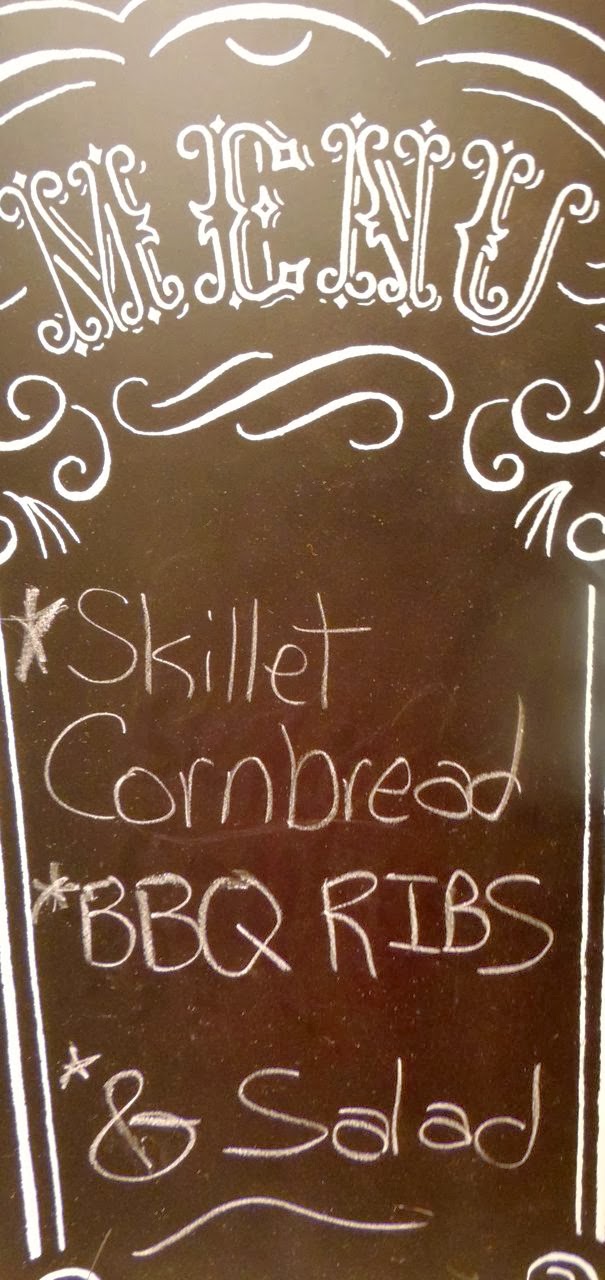 MENU
*Skillet
Cornbread
*BBQ RIBS
*& Salad